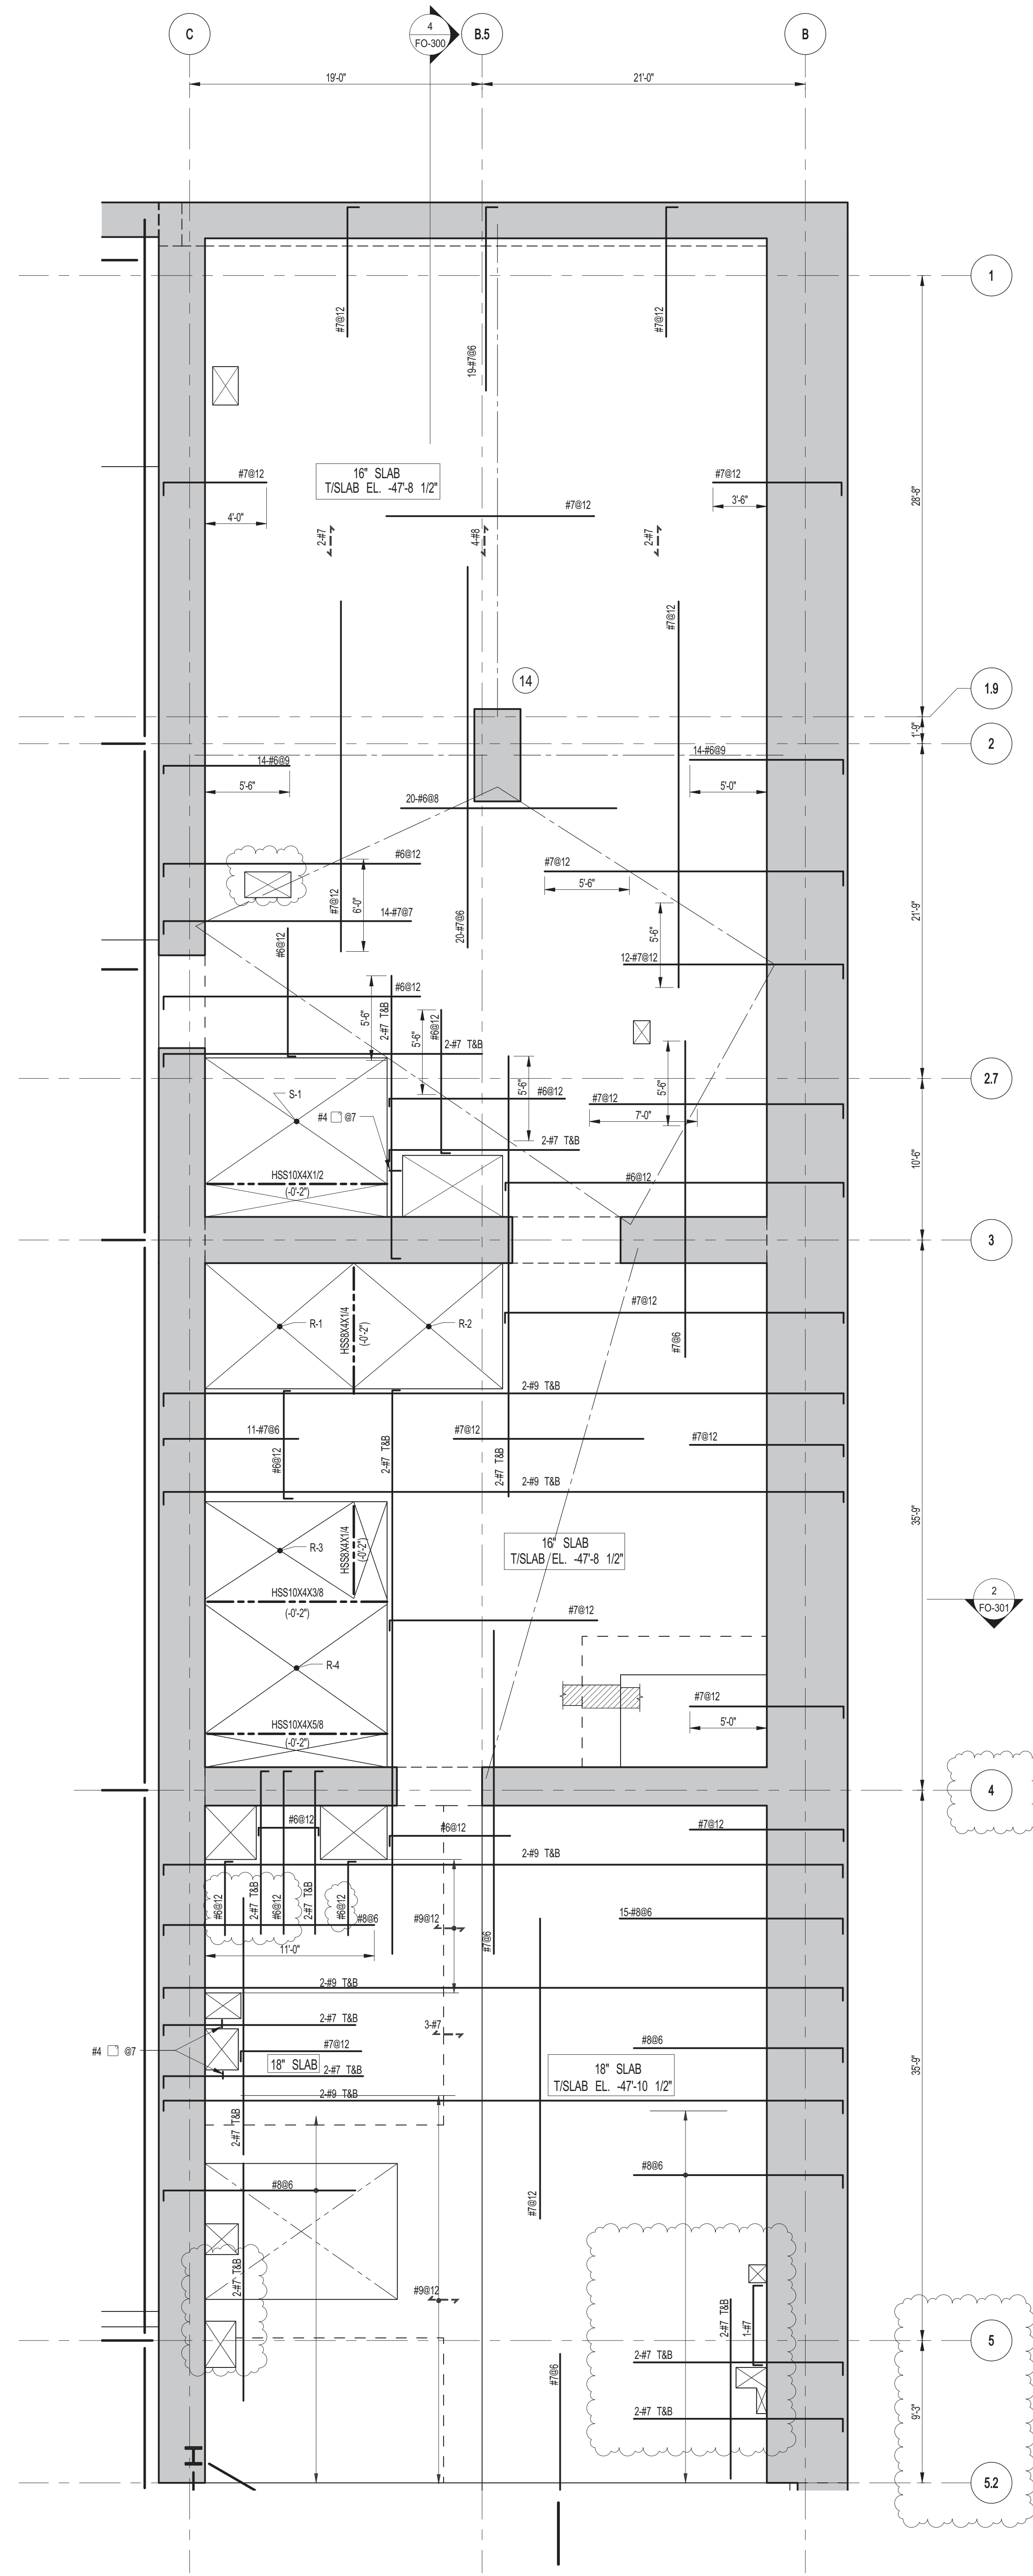 C
4
FO-300
B.5
B
19'-0"
21'-0"
1
#7@12
19-#7@6
#7@12
28'-8"
#7@12
16" SLAB
T/SLAB EL. -47'-8 1/2"
#7@12
4'-0"
3'-6"
#7@12
2-#7
4-#8
2-#7
#7@12
14
1.9
1'-9"
2
14-#6@9
14-#6@9
5'-6"
5'-0"
20-#6@8
#6@12
#7@12
5'-6"
#7@12
6'-0"
14-#7@7
20-#7@6
21'-9"
#6@12
5'-6"
12-#7@12
#6@12
5'-6"
2-#7 T&B
5'-6"
#6@12
2-#7 T&B
5'-6"
5'-6"
2.7
S-1
#4 @7
#6@12
#7@12
7'-0"
2-#7 T&B
10'-6"
HSS10X4X1/2
(-0'-2")
#6@12
3
R-1
HSS8X4X1/4
(-0'-2")
R-2
#7@12
#7@6
2-#9 T&B
11-#7@6
#6@12
2-#7 T&B
#7@12
2-#7 T&B
#7@12
2-#9 T&B
35'-9"
R-3
HSS8X4X1/4
(-0'-2")
16" SLAB
T/SLAB EL. -47'-8 1/2"
HSS10X4X3/8
(-0'-2")
2
FO-301
#7@12
R-4
#7@12
5'-0"
HSS10X4X5/8
(-0'-2")
4
#6@12
#6@12
#7@12
2-#9 T&B
#6@12
2-#7 T&B
#6@12
2-#7 T&B
#6@12
#8@6
#9@12
#7@6
15-#8@6
11'-0"
2-#9 T&B
2-#7 T&B
3-#7
#4 @7
#7@12
#8@6
18" SLAB
2-#7 T&B
18" SLAB
T/SLAB EL. -47'-10 1/2"
35'-9"
2-#9 T&B
2-#7 T&B
#8@6
#8@6
#7@12
2-#7 T&B
#9@12
2-#7 T&B
1-#7
5
2-#7 T&B
#7@6
2-#7 T&B
9'-3"
5.2